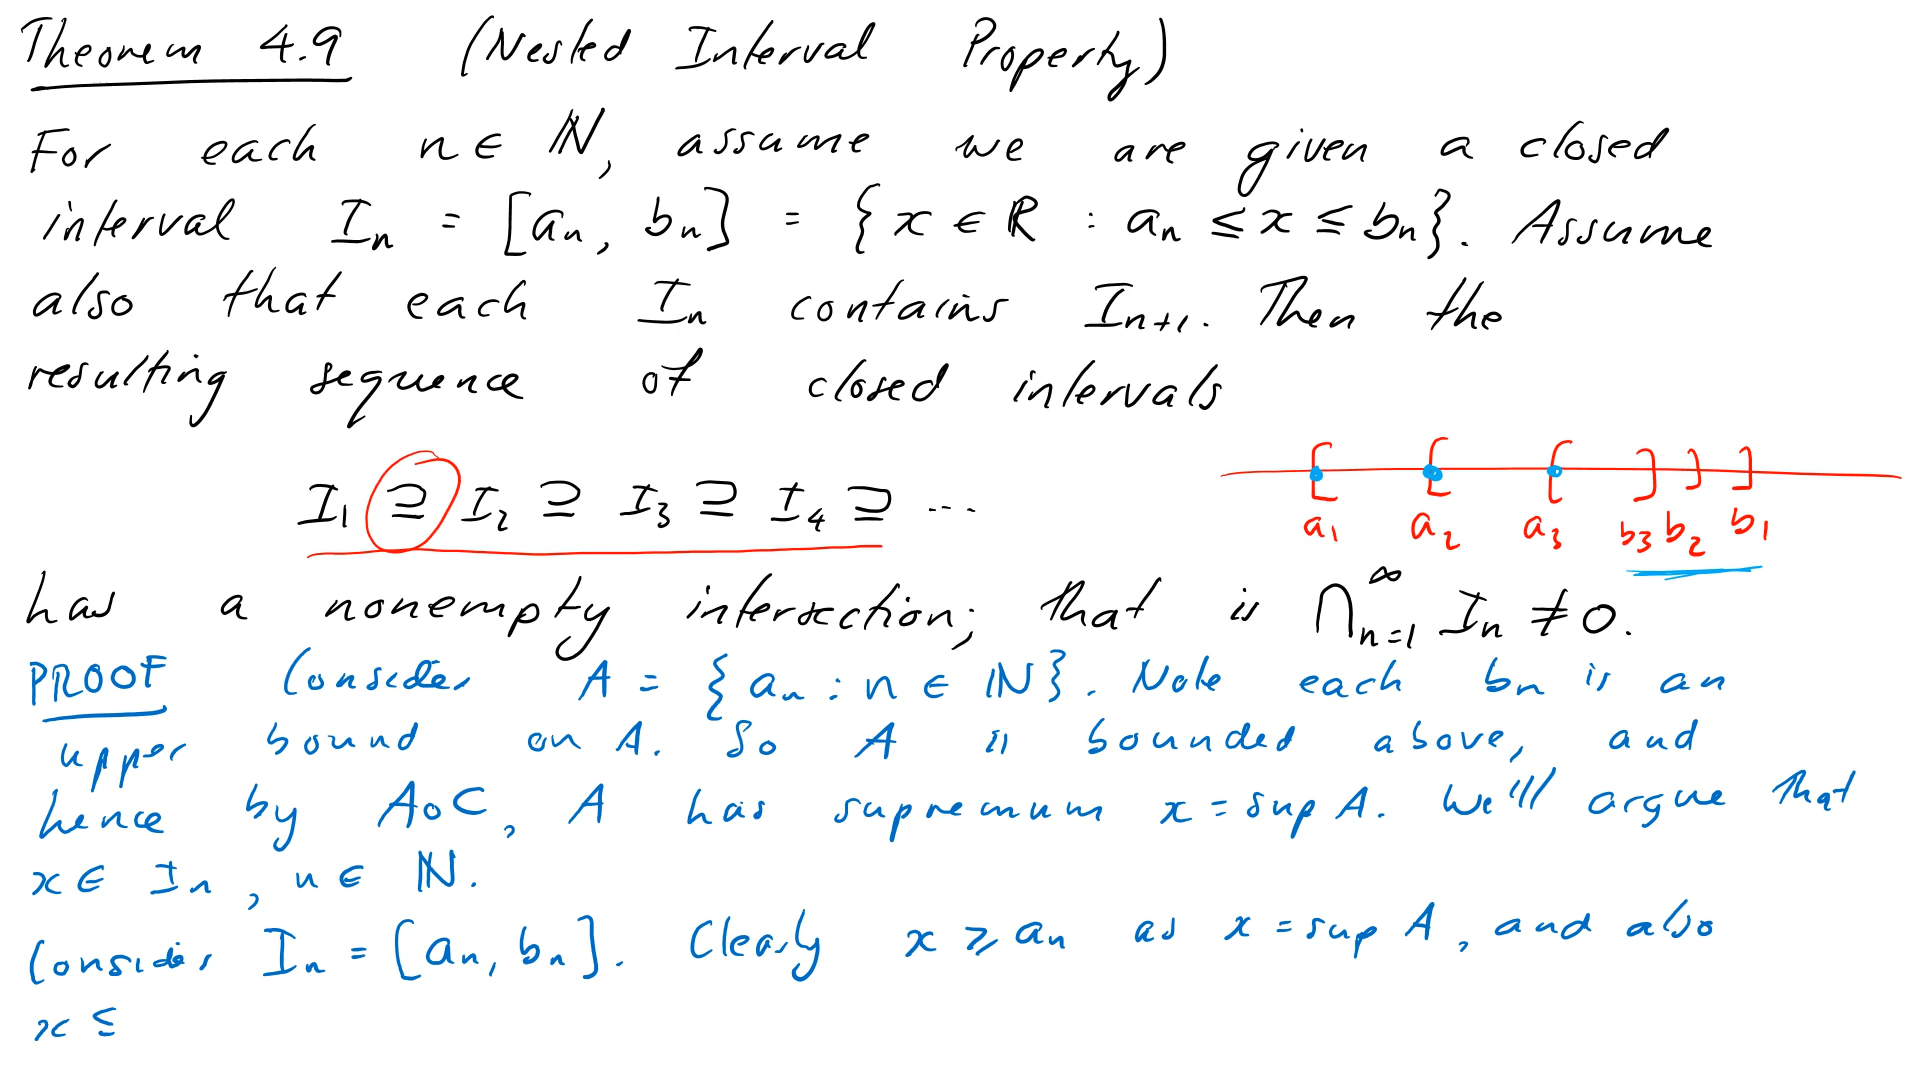 Theorem 4.9 (Nested Interval Property)
For each n ∈ ℕ, assume we are given a closed
interval Iₙ = [aₙ, bₙ] = {x ∈ ℝ : aₙ ≤ x ≤ bₙ}. Assume
also that each Iₙ contains Iₙ₊₁. Then the
resulting sequence of closed intervals
I₁ ⊇ I₂ ⊇ I₃ ⊇ I₄ ⊇ ...
a₁ a₂ a₃ b₃ b₂ b₁
has a nonempty intersection; that is ⋂ₙ₌₁^∞ Iₙ ≠ 0.
PROOF Consider A = {aₙ : n ∈ ℕ}. Note each bₙ is an
upper bound on A. So A is bounded above, and
hence by AoC, A has supremum x = sup A. We'll argue that
x ∈ Iₙ, n ∈ ℕ.
Consider Iₙ = [aₙ, bₙ]. Clearly x ≥ aₙ as x = sup A, and also
x ≤